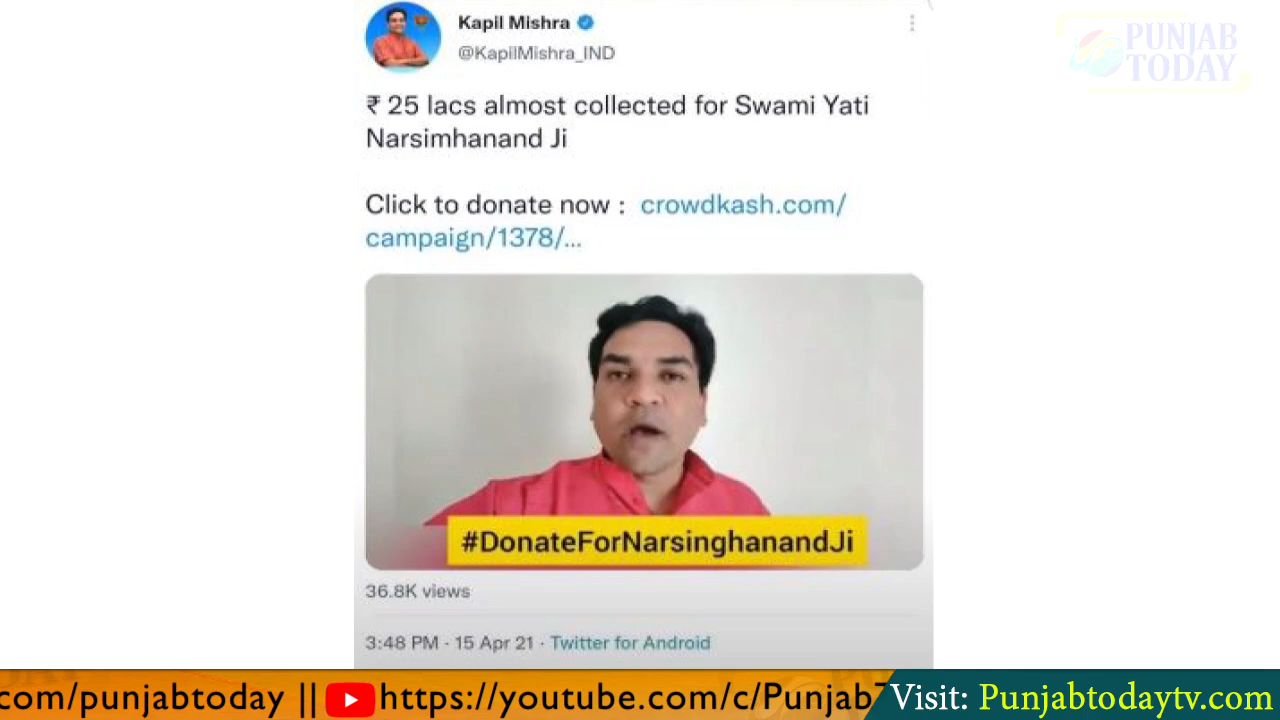 Kapil Mishra
@KapilMishra_IND
PUNJAB
TODAY
₹ 25 lacs almost collected for Swami Yati
Narsimhanand Ji
Click to donate now : crowdkash.com/
campaign/1378/...
#DonateForNarsinghanandJi
36.8K views
3:48 PM · 15 Apr 21 · Twitter for Android
com/punjabtoday || https://youtube.com/c/Punjab
Visit: Punjabtodaytv.com